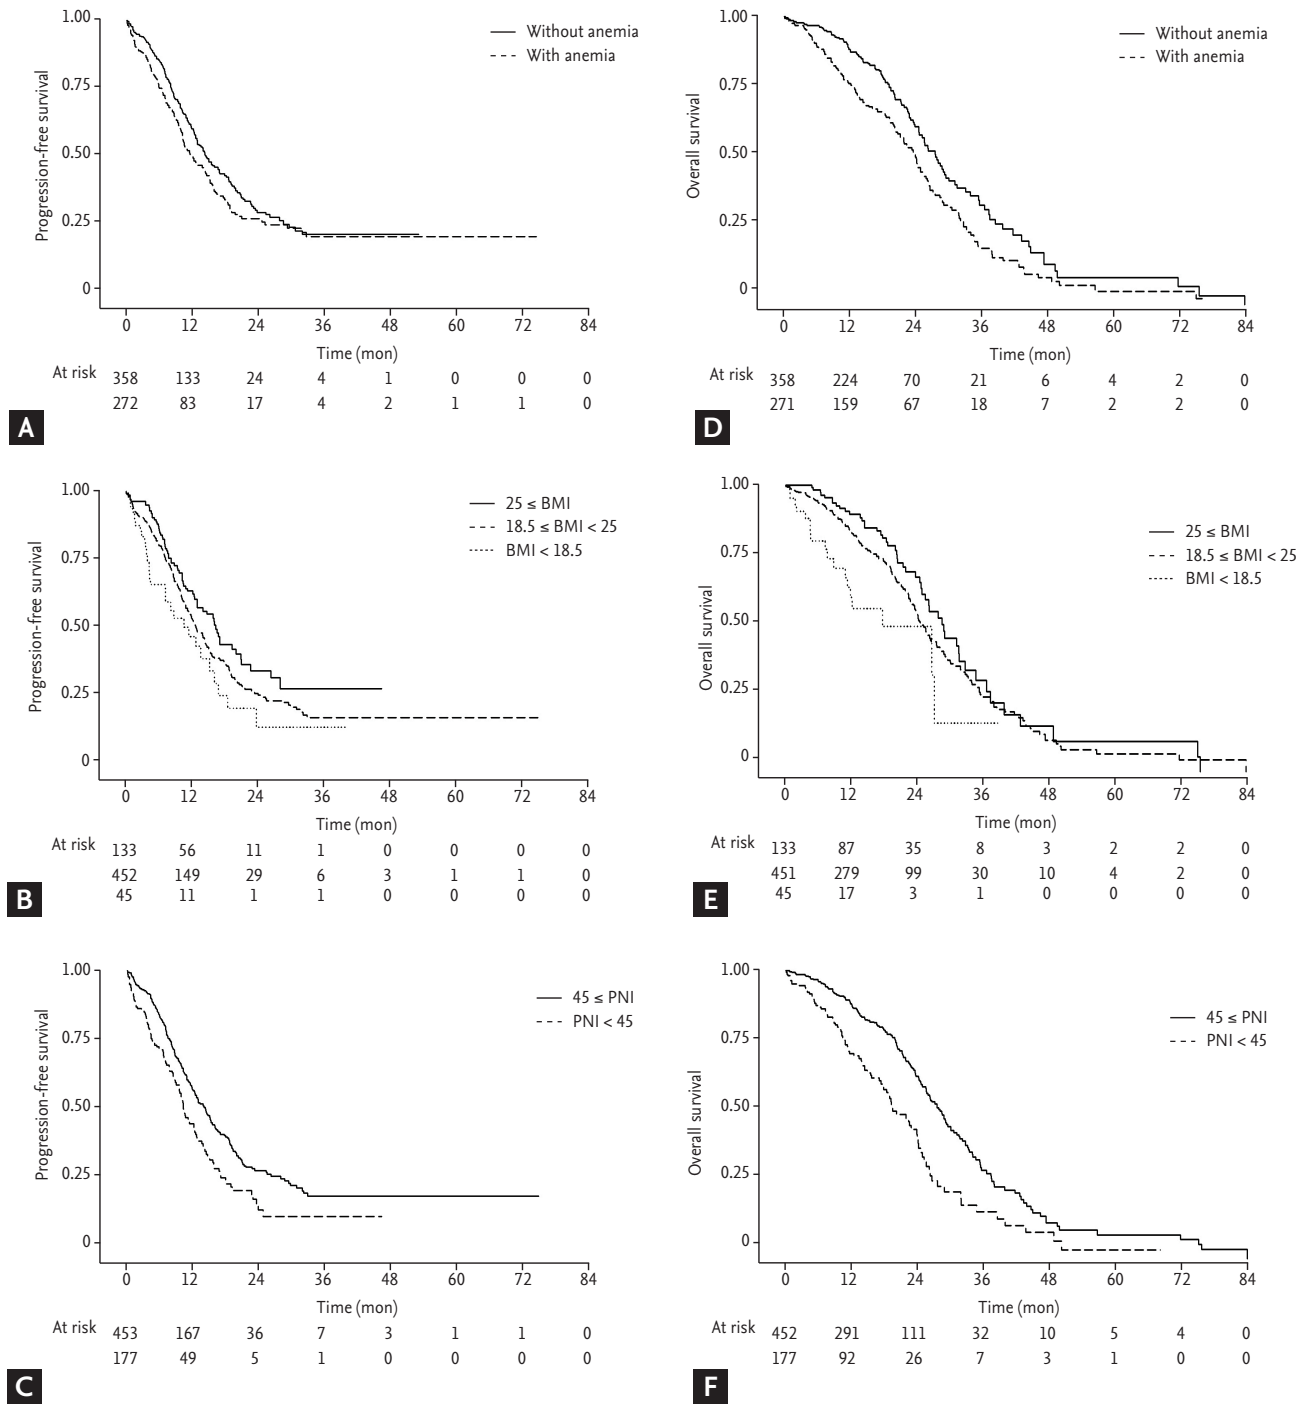 1.00
0.75
0.50
0.25
0
Progression-free survival
Without anemia
With anemia
0 12 24 36 48 60 72 84
Time (mon)
At risk
358 133 24 4 1 0 0 0
272 83 17 4 2 1 1 0
A
1.00
0.75
0.50
0.25
0
Overall survival
Without anemia
With anemia
0 12 24 36 48 60 72 84
Time (mon)
At risk
358 224 70 21 6 4 2 0
271 159 67 18 7 2 2 0
D
1.00
0.75
0.50
0.25
0
Progression-free survival
25 ≤ BMI
18.5 ≤ BMI < 25
BMI < 18.5
0 12 24 36 48 60 72 84
Time (mon)
At risk
133 56 11 1 0 0 0 0
452 149 29 6 3 1 1 0
45 11 1 1 0 0 0 0
B
1.00
0.75
0.50
0.25
0
Overall survival
25 ≤ BMI
18.5 ≤ BMI < 25
BMI < 18.5
0 12 24 36 48 60 72 84
Time (mon)
At risk
133 87 35 8 3 2 2 0
451 279 99 30 10 4 2 0
45 17 3 1 0 0 0 0
E
1.00
0.75
0.50
0.25
0
Progression-free survival
45 ≤ PNI
PNI < 45
0 12 24 36 48 60 72 84
Time (mon)
At risk
453 167 36 7 3 1 1 0
177 49 5 1 0 0 0 0
C
1.00
0.75
0.50
0.25
0
Overall survival
45 ≤ PNI
PNI < 45
0 12 24 36 48 60 72 84
Time (mon)
At risk
452 291 111 32 10 5 4 0
177 92 26 7 3 1 0 0
F